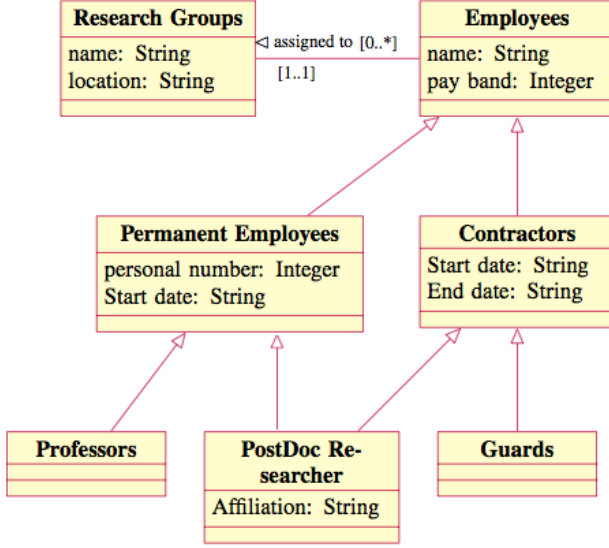 Research Groups
name: String
location: String
assigned to [0..*]
[1..1]
Employees
name: String
pay band: Integer
Permanent Employees
personal number: Integer
Start date: String
Contractors
Start date: String
End date: String
Professors
PostDoc Re-
searcher
Affiliation: String
Guards